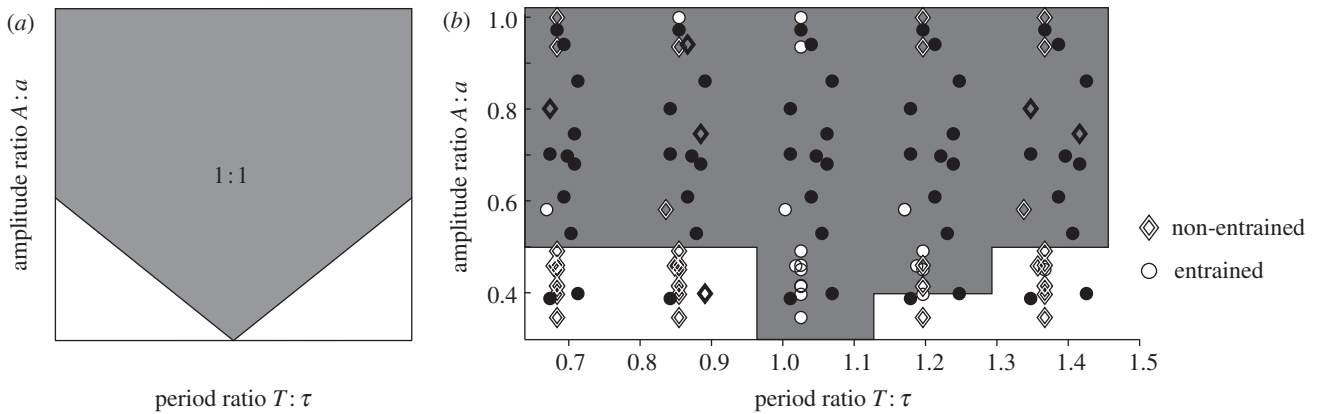 (a)
amplitude ratio A : a
1 : 1
period ratio T : τ
(b)
amplitude ratio A : a
1.0
0.8
0.6
0.4
0.7 0.8 0.9 1.0 1.1 1.2 1.3 1.4 1.5
period ratio T : τ
non-entrained
entrained